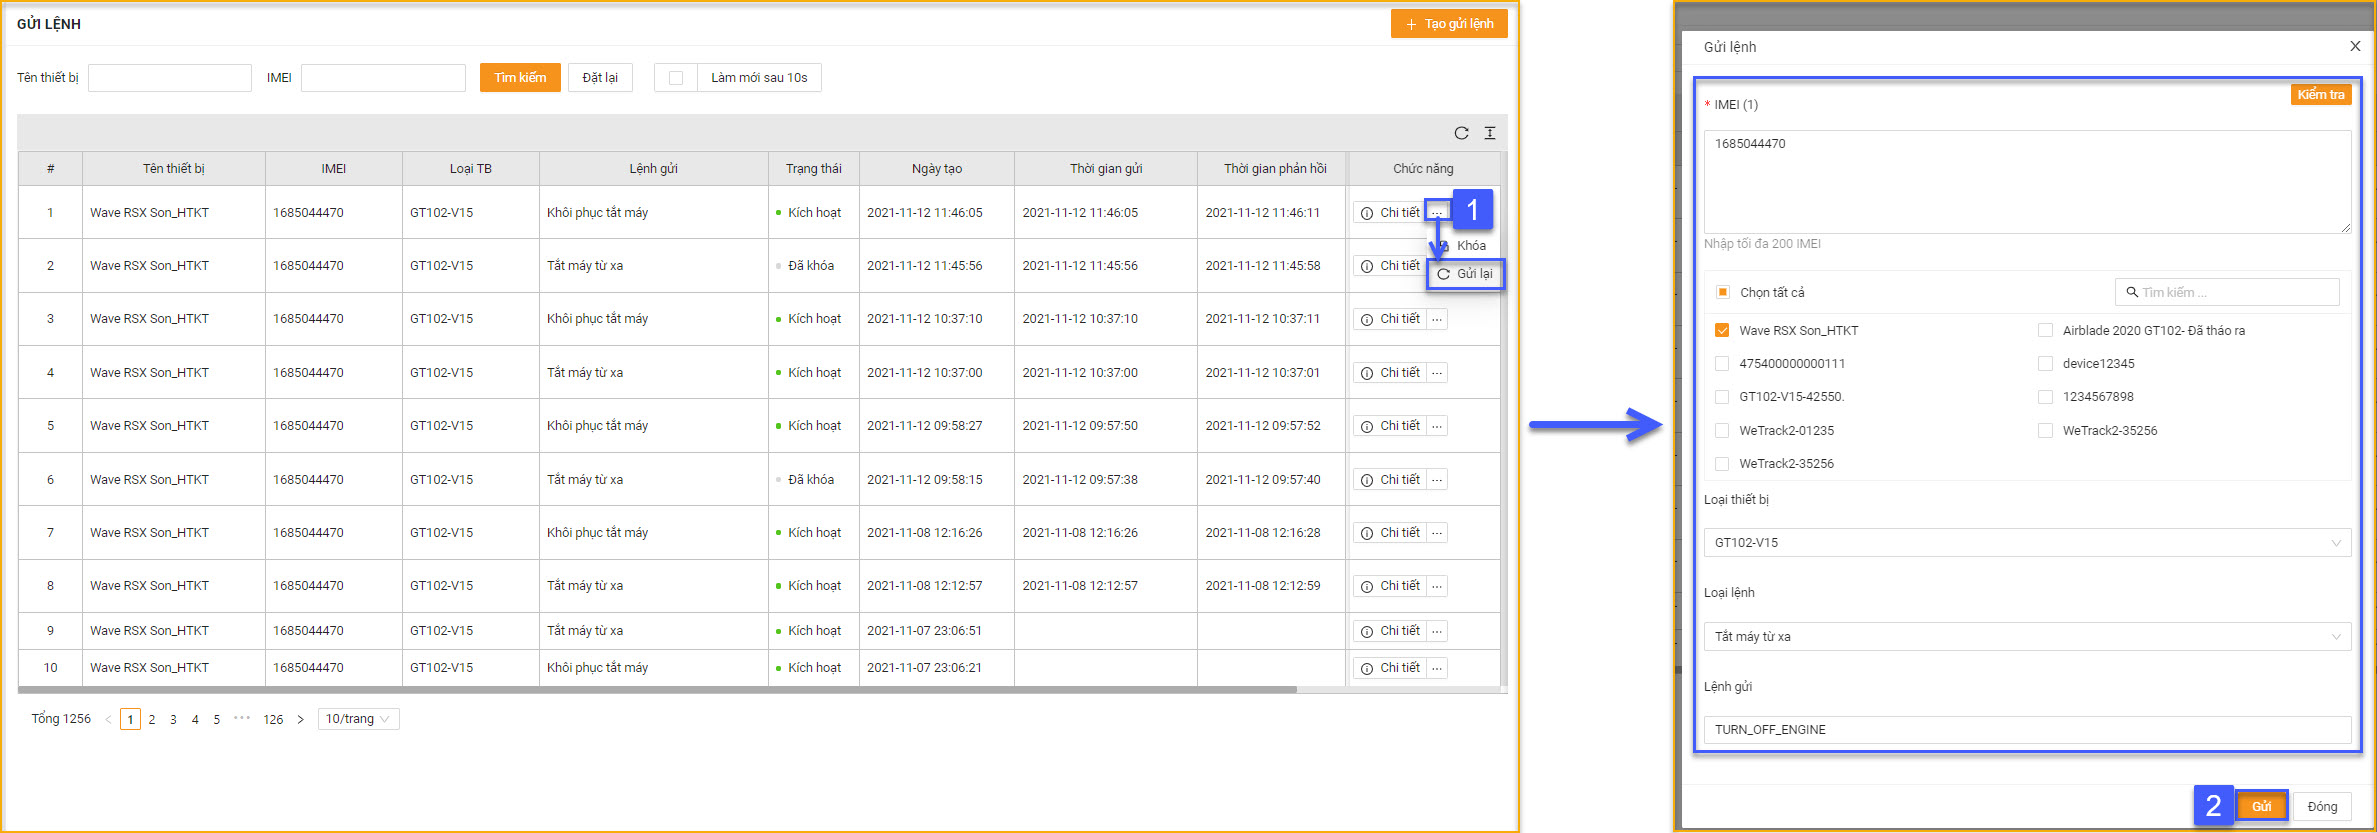 GỬI LỆNH
+ Tạo gửi lệnh
Tên thiết bị
IMEI
Tìm kiếm
Đặt lại
Làm mới sau 10s
# Tên thiết bị IMEI Loại TB Lệnh gửi Trạng thái Ngày tạo Thời gian gửi Thời gian phản hồi Chức năng
1 Wave RSX Son_HTKT 1685044470 GT102-V15 Khôi phục tắt máy Kích hoạt 2021-11-12 11:46:05 2021-11-12 11:46:05 2021-11-12 11:46:11 Chi tiết ... 1
Khóa
2 Wave RSX Son_HTKT 1685044470 GT102-V15 Tắt máy từ xa Đã khóa 2021-11-12 11:45:56 2021-11-12 11:45:56 2021-11-12 11:45:58 Chi tiết
Gửi lại
3 Wave RSX Son_HTKT 1685044470 GT102-V15 Khôi phục tắt máy Kích hoạt 2021-11-12 10:37:10 2021-11-12 10:37:10 2021-11-12 10:37:11 Chi tiết ...
4 Wave RSX Son_HTKT 1685044470 GT102-V15 Tắt máy từ xa Kích hoạt 2021-11-12 10:37:00 2021-11-12 10:37:00 2021-11-12 10:37:01 Chi tiết ...
5 Wave RSX Son_HTKT 1685044470 GT102-V15 Khôi phục tắt máy Kích hoạt 2021-11-12 09:58:27 2021-11-12 09:57:50 2021-11-12 09:57:52 Chi tiết ...
6 Wave RSX Son_HTKT 1685044470 GT102-V15 Tắt máy từ xa Đã khóa 2021-11-12 09:58:15 2021-11-12 09:57:38 2021-11-12 09:57:40 Chi tiết ...
7 Wave RSX Son_HTKT 1685044470 GT102-V15 Khôi phục tắt máy Kích hoạt 2021-11-08 12:16:26 2021-11-08 12:16:26 2021-11-08 12:16:28 Chi tiết ...
8 Wave RSX Son_HTKT 1685044470 GT102-V15 Tắt máy từ xa Kích hoạt 2021-11-08 12:12:57 2021-11-08 12:12:57 2021-11-08 12:12:59 Chi tiết ...
9 Wave RSX Son_HTKT 1685044470 GT102-V15 Tắt máy từ xa Kích hoạt 2021-11-07 23:06:51 Chi tiết ...
10 Wave RSX Son_HTKT 1685044470 GT102-V15 Khôi phục tắt máy Kích hoạt 2021-11-07 23:06:21 Chi tiết ...
Tổng 1256 < 1 2 3 4 5 ••• 126 > 10/trang
Gửi lệnh
* IMEI (1)
Kiểm tra
1685044470
Nhập tối đa 200 IMEI
Chọn tất cả
Tìm kiếm ...
Wave RSX Son_HTKT
Airblade 2020 GT102- Đã tháo ra
475400000000111
device12345
GT102-V15-42550.
1234567898
WeTrack2-01235
WeTrack2-35256
WeTrack2-35256
Loại thiết bị
GT102-V15
Loại lệnh
Tắt máy từ xa
Lệnh gửi
TURN_OFF_ENGINE
2
Gửi
Đóng